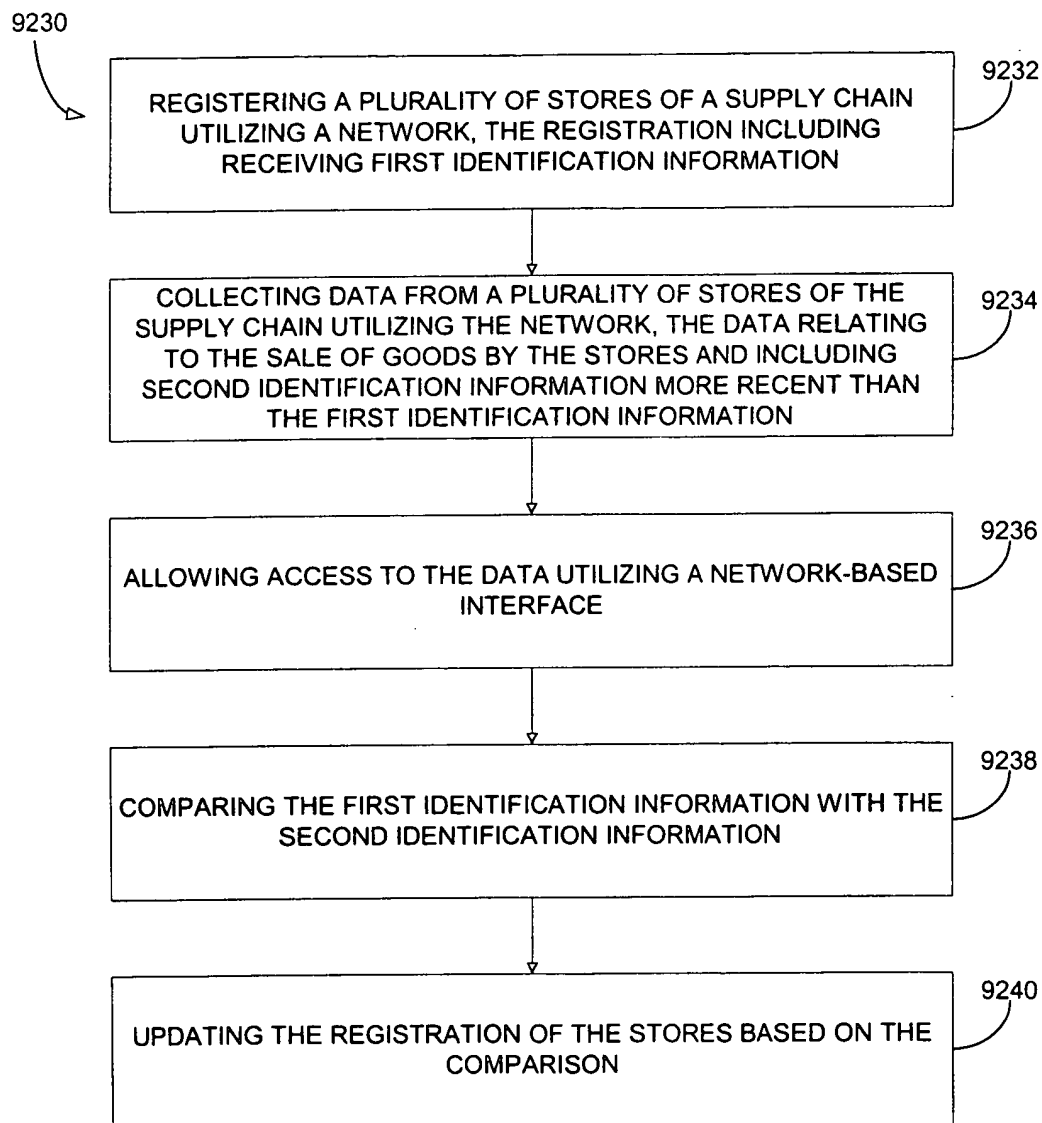 9230
9232
REGISTERING A PLURALITY OF STORES OF A SUPPLY CHAIN
UTILIZING A NETWORK, THE REGISTRATION INCLUDING
RECEIVING FIRST IDENTIFICATION INFORMATION
9234
COLLECTING DATA FROM A PLURALITY OF STORES OF THE
SUPPLY CHAIN UTILIZING THE NETWORK, THE DATA RELATING
TO THE SALE OF GOODS BY THE STORES AND INCLUDING
SECOND IDENTIFICATION INFORMATION MORE RECENT THAN
THE FIRST IDENTIFICATION INFORMATION
9236
ALLOWING ACCESS TO THE DATA UTILIZING A NETWORK-BASED
INTERFACE
9238
COMPARING THE FIRST IDENTIFICATION INFORMATION WITH THE
SECOND IDENTIFICATION INFORMATION
9240
UPDATING THE REGISTRATION OF THE STORES BASED ON THE
COMPARISON